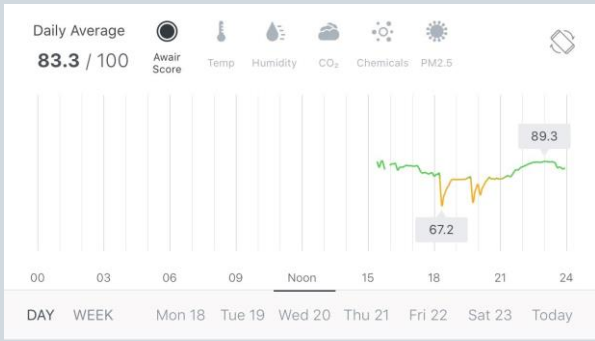 Daily Average
83.3 / 100
Awair
Score
Temp
Humidity
CO₂
Chemicals
PM2.5
89.3
67.2
00 03 06 09 Noon 15 18 21 24
DAY WEEK Mon 18 Tue 19 Wed 20 Thu 21 Fri 22 Sat 23 Today